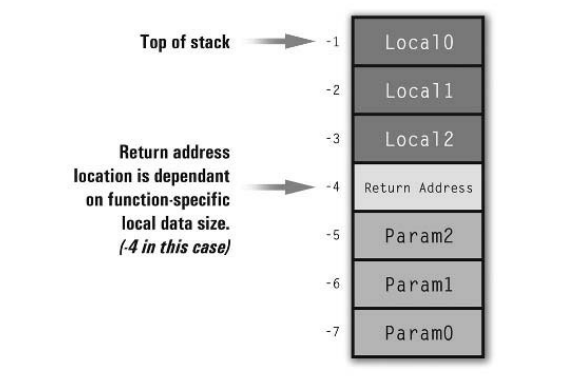 Top of stack
-1 Local0
-2 Local1
-3 Local2
Return address
location is dependant
on function-specific
local data size.
(-4 in this case)
-4 Return Address
-5 Param2
-6 Param1
-7 Param0